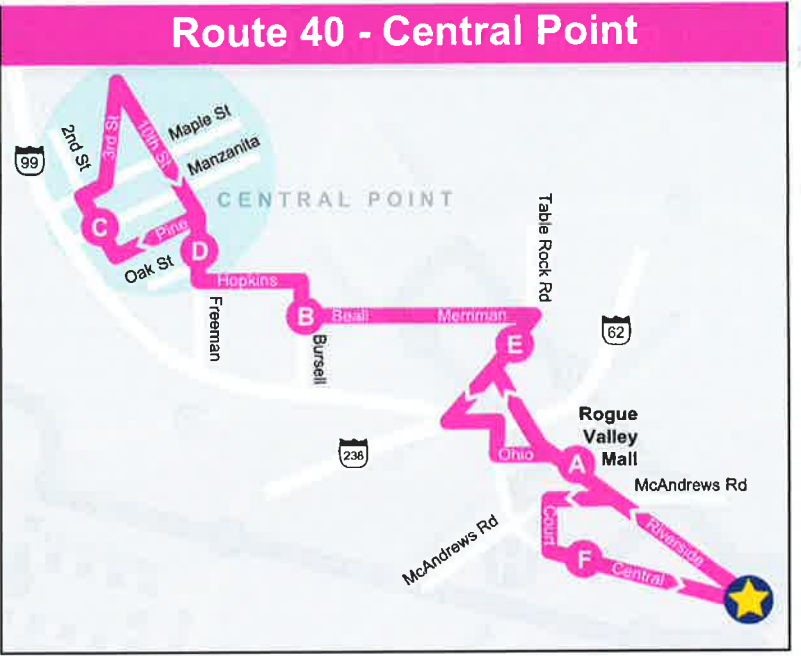 Route 40 - Central Point
99
2nd St
3rd St
10th St
Maple St
Manzanita
CENTRAL POINT
C
Pine
D
Oak St
Hopkins
Freeman
B
Beall
Merriman
Table Rock Rd
Bursell
E
62
238
Rogue
Valley
Mall
Ohio
A
McAndrews Rd
McAndrews Rd
Court
Riverside
F
Central